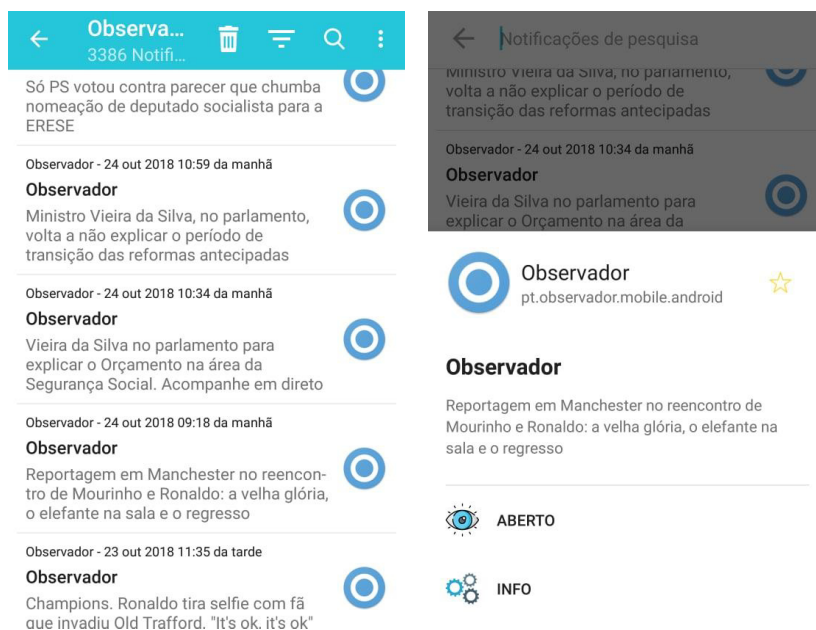 Observa...
3386 Notifi...
Só PS votou contra parecer que chumba
nomeação de deputado socialista para a
ERESE
Observador - 24 out 2018 10:59 da manhã
Observador
Ministro Vieira da Silva, no parlamento,
volta a não explicar o período de
transição das reformas antecipadas
Observador - 24 out 2018 10:34 da manhã
Observador
Vieira da Silva no parlamento para
explicar o Orçamento na área da
Segurança Social. Acompanhe em direto
Observador - 24 out 2018 09:18 da manhã
Observador
Reportagem em Manchester no reencon-
tro de Mourinho e Ronaldo: a velha glória,
o elefante na sala e o regresso
Observador - 23 out 2018 11:35 da tarde
Observador
Champions. Ronaldo tira selfie com fã
que invadiu Old Trafford. "It's ok, it's ok"
Notificações de pesquisa
Ministro Vieira da Silva, no parlamento,
volta a não explicar o período de
transição das reformas antecipadas
Observador - 24 out 2018 10:34 da manhã
Observador
Vieira da Silva no parlamento para
explicar o Orçamento na área da
Observador
pt.observador.mobile.android
Observador
Reportagem em Manchester no reencontro de
Mourinho e Ronaldo: a velha glória, o elefante na
sala e o regresso
ABERTO
INFO